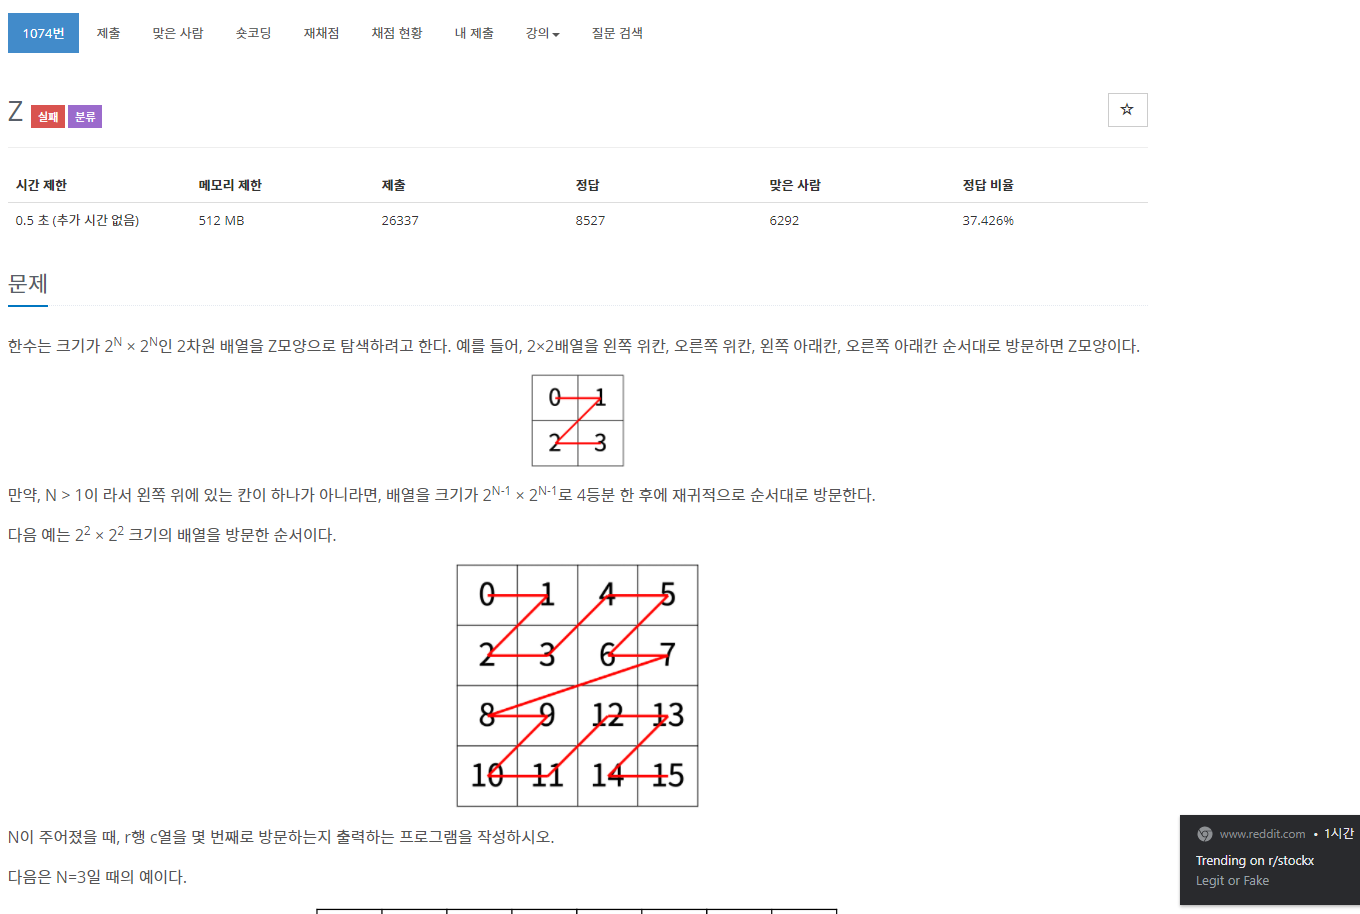 1074번 제출 맞은 사람 숏코딩 재채점 채점 현황 내 제출 강의 질문 검색
Z 실패 분류
시간 제한 메모리 제한 제출 정답 맞은 사람 정답 비율
0.5 초 (추가 시간 없음) 512 MB 26337 8527 6292 37.426%
문제
한수는 크기가 2^N × 2^N인 2차원 배열을 Z모양으로 탐색하려고 한다. 예를 들어, 2×2배열을 왼쪽 위칸, 오른쪽 위칸, 왼쪽 아래칸, 오른쪽 아래칸 순서대로 방문하면 Z모양이다.
0 1
2 3
만약, N > 1이 라서 왼쪽 위에 있는 칸이 하나가 아니라면, 배열을 크기가 2^N-1 × 2^N-1로 4등분 한 후에 재귀적으로 순서대로 방문한다.
다음 예는 2^2 × 2^2 크기의 배열을 방문한 순서이다.
0 1 4 5
2 3 6 7
8 9 12 13
10 11 14 15
N이 주어졌을 때, r행 c열을 몇 번째로 방문하는지 출력하는 프로그램을 작성하시오.
다음은 N=3일 때의 예이다.
www.reddit.com • 1시간
Trending on r/stockx
Legit or Fake